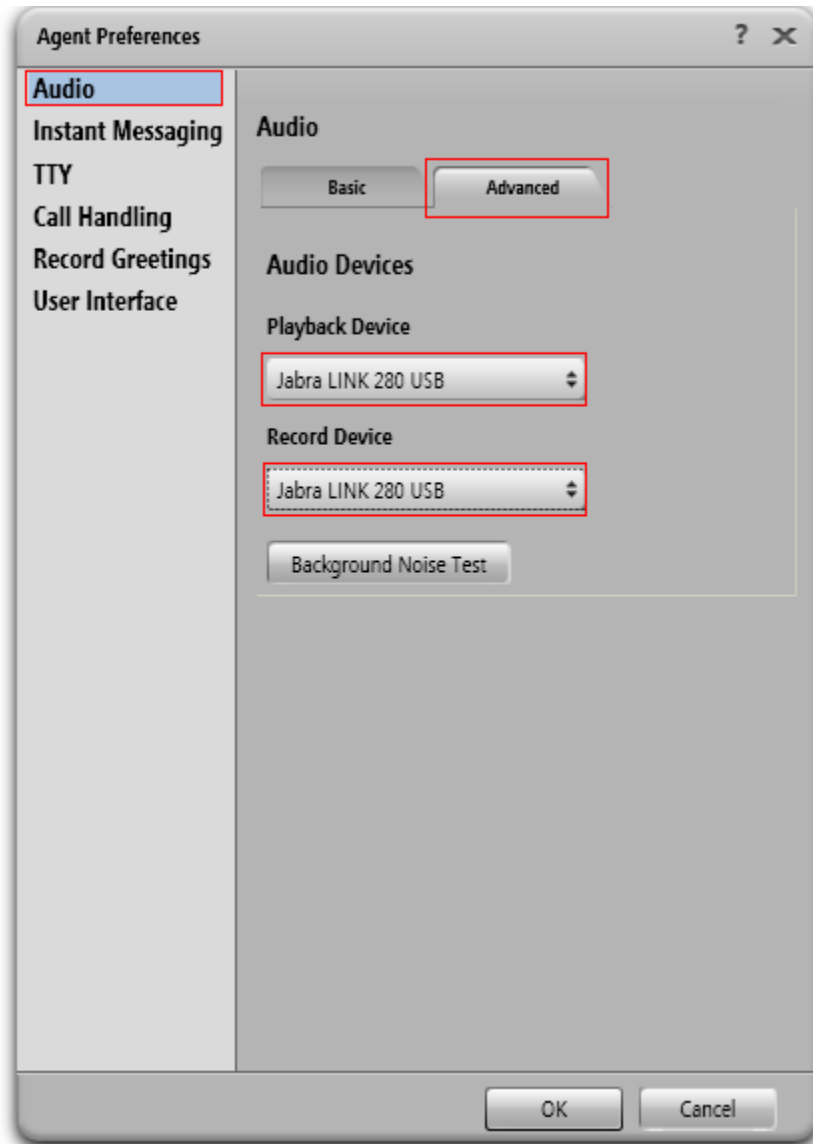 Agent Preferences
? ×
Audio
Instant Messaging
TTY
Call Handling
Record Greetings
User Interface
Audio
Basic
Advanced
Audio Devices
Playback Device
Jabra LINK 280 USB
Record Device
Jabra LINK 280 USB
Background Noise Test
OK
Cancel